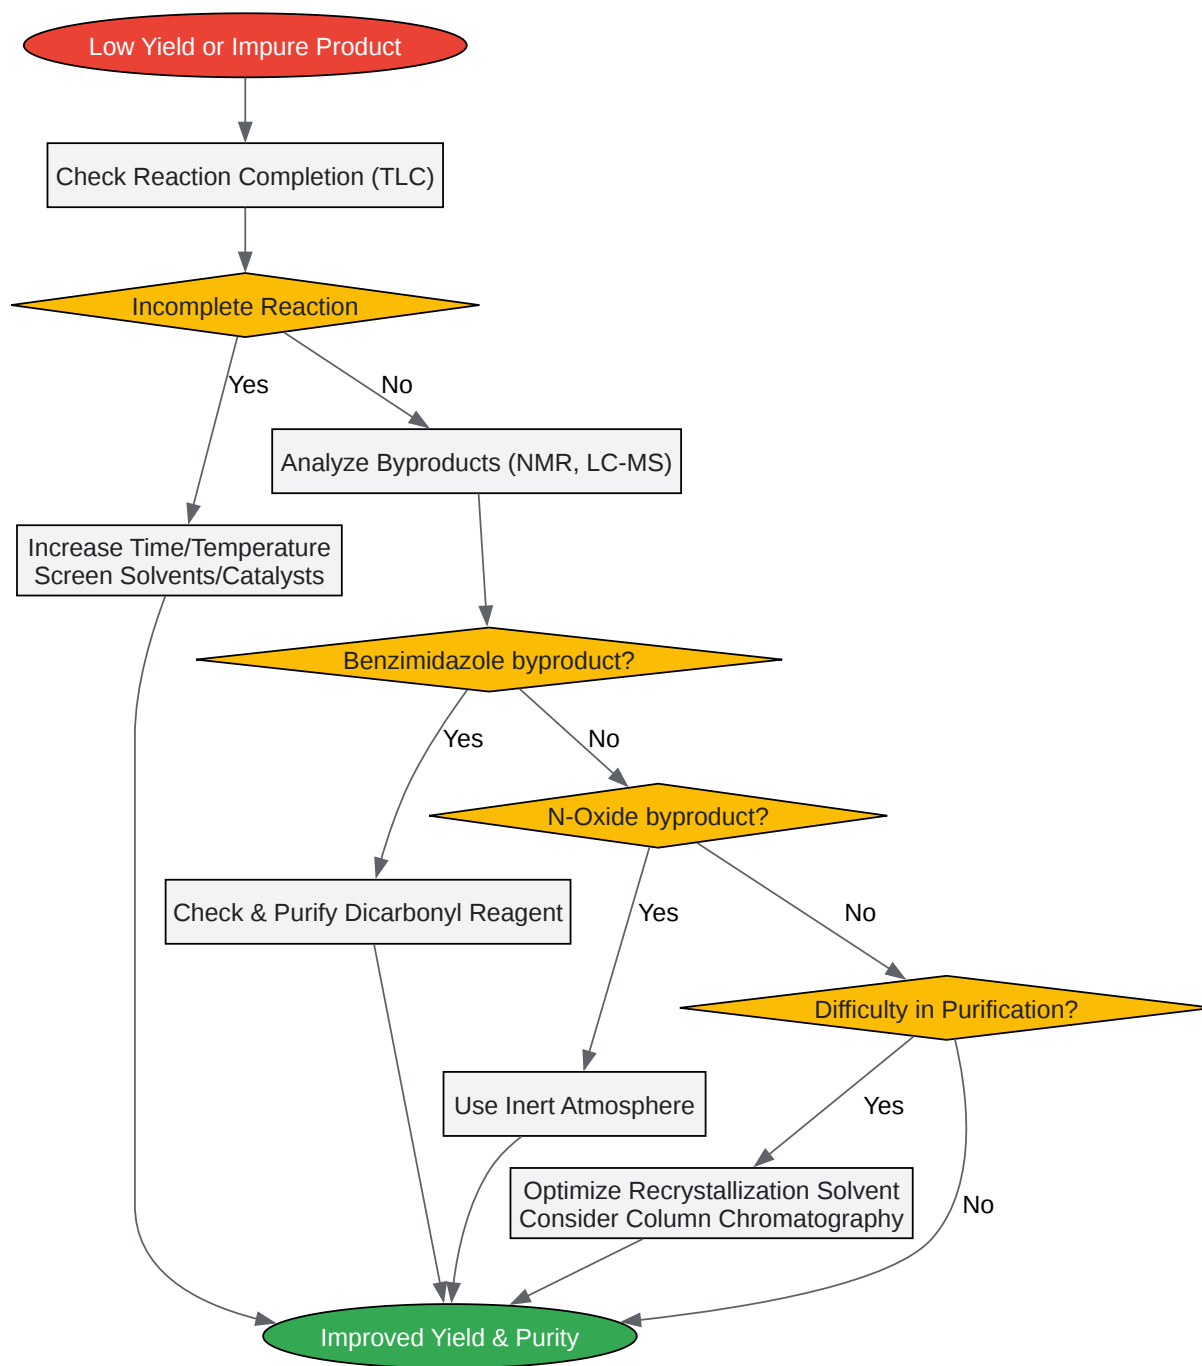 Low Yield or Impure Product
Check Reaction Completion (TLC)
Incomplete Reaction
Yes
No
Analyze Byproducts (NMR, LC-MS)
Increase Time/Temperature
Screen Solvents/Catalysts
Benzimidazole byproduct?
Yes
No
N-Oxide byproduct?
Check & Purify Dicarbonyl Reagent
Yes
No
Difficulty in Purification?
Use Inert Atmosphere
Yes
No
Optimize Recrystallization Solvent
Consider Column Chromatography
Improved Yield & Purity